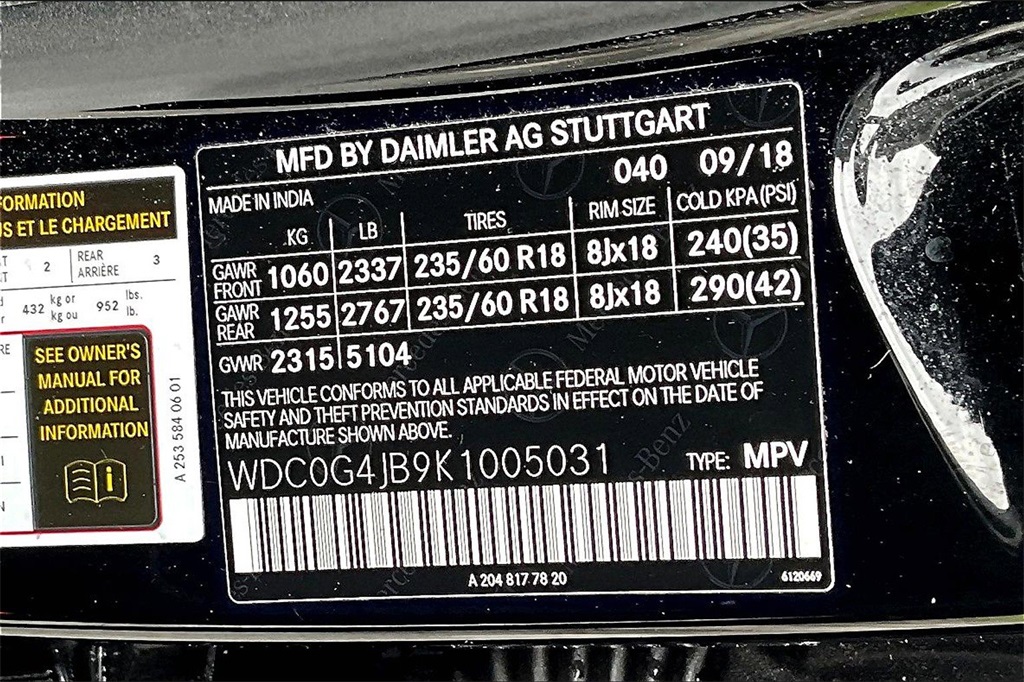 FORMATION
NS ET LE CHARGEMENT
2
REAR
ARRIÈRE
3
432 kg or kg ou 952 lbs. lb.
SEE OWNER'S
MANUAL FOR
ADDITIONAL
INFORMATION
A 253 584 06 01
MFD BY DAIMLER AG STUTTGART
MADE IN INDIA 040 09/18
KG LB TIRES RIM SIZE COLD KPA(PSI)
GAWR FRONT 1060 2337 235/60 R18 8Jx18 240(35)
GAWR REAR 1255 2767 235/60 R18 8Jx18 290(42)
GVWR 2315 5104
THIS VEHICLE CONFORMS TO ALL APPLICABLE FEDERAL MOTOR VEHICLE
SAFETY AND THEFT PREVENTION STANDARDS IN EFFECT ON THE DATE OF
MANUFACTURE SHOWN ABOVE.
WDC0G4JB9K1005031 TYPE: MPV
A 204 817 78 20 6120669